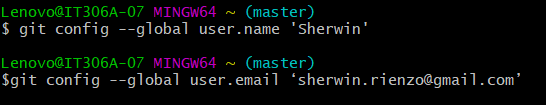 Lenovo@IT306A-07 MINGW64 ~ (master)
$ git config --global user.name 'Sherwin'
Lenovo@IT306A-07 MINGW64 ~ (master)
$git config --global user.email ‘sherwin.rienzo@gmail.com’